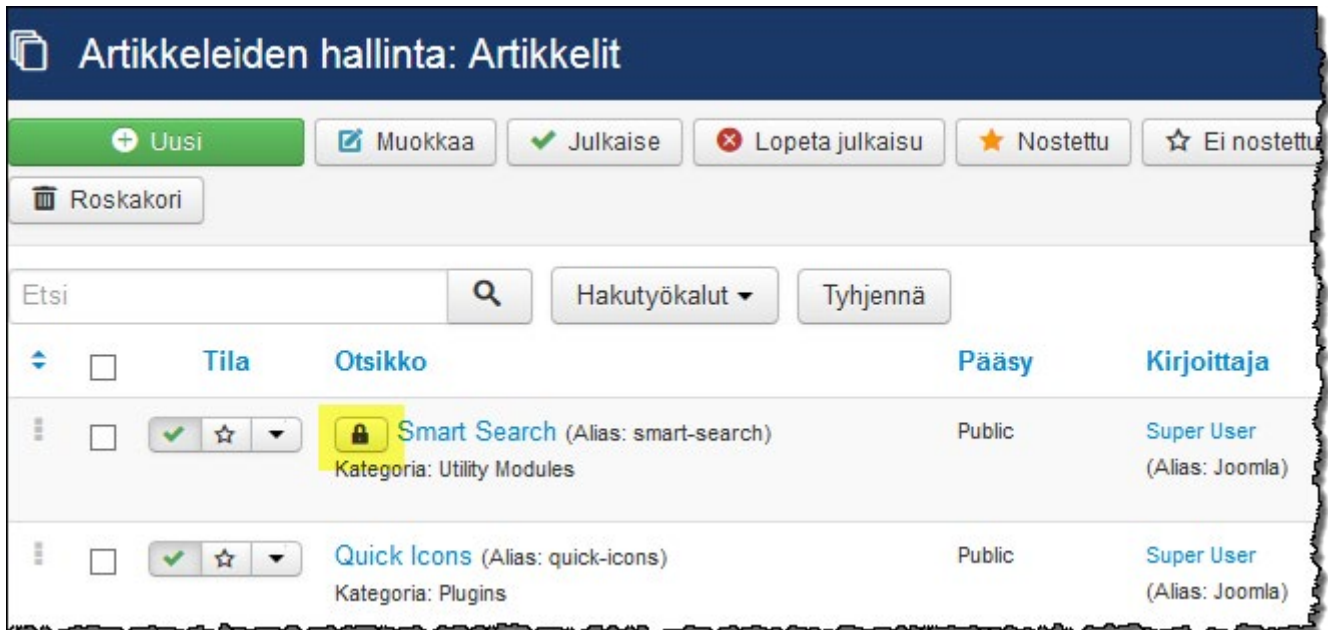 Artikkeleiden hallinta: Artikkelit
Uusi Muokkaa Julkaise Lopeta julkaisu Nostettu Ei nostettu
Roskakori
Etsi Hakutyökalut Tyhjennä
Tila Otsikko Pääsy Kirjoittaja
Smart Search (Alias: smart-search) Public Super User
Kategoria: Utility Modules (Alias: Joomla)
Quick Icons (Alias: quick-icons) Public Super User
Kategoria: Plugins (Alias: Joomla)